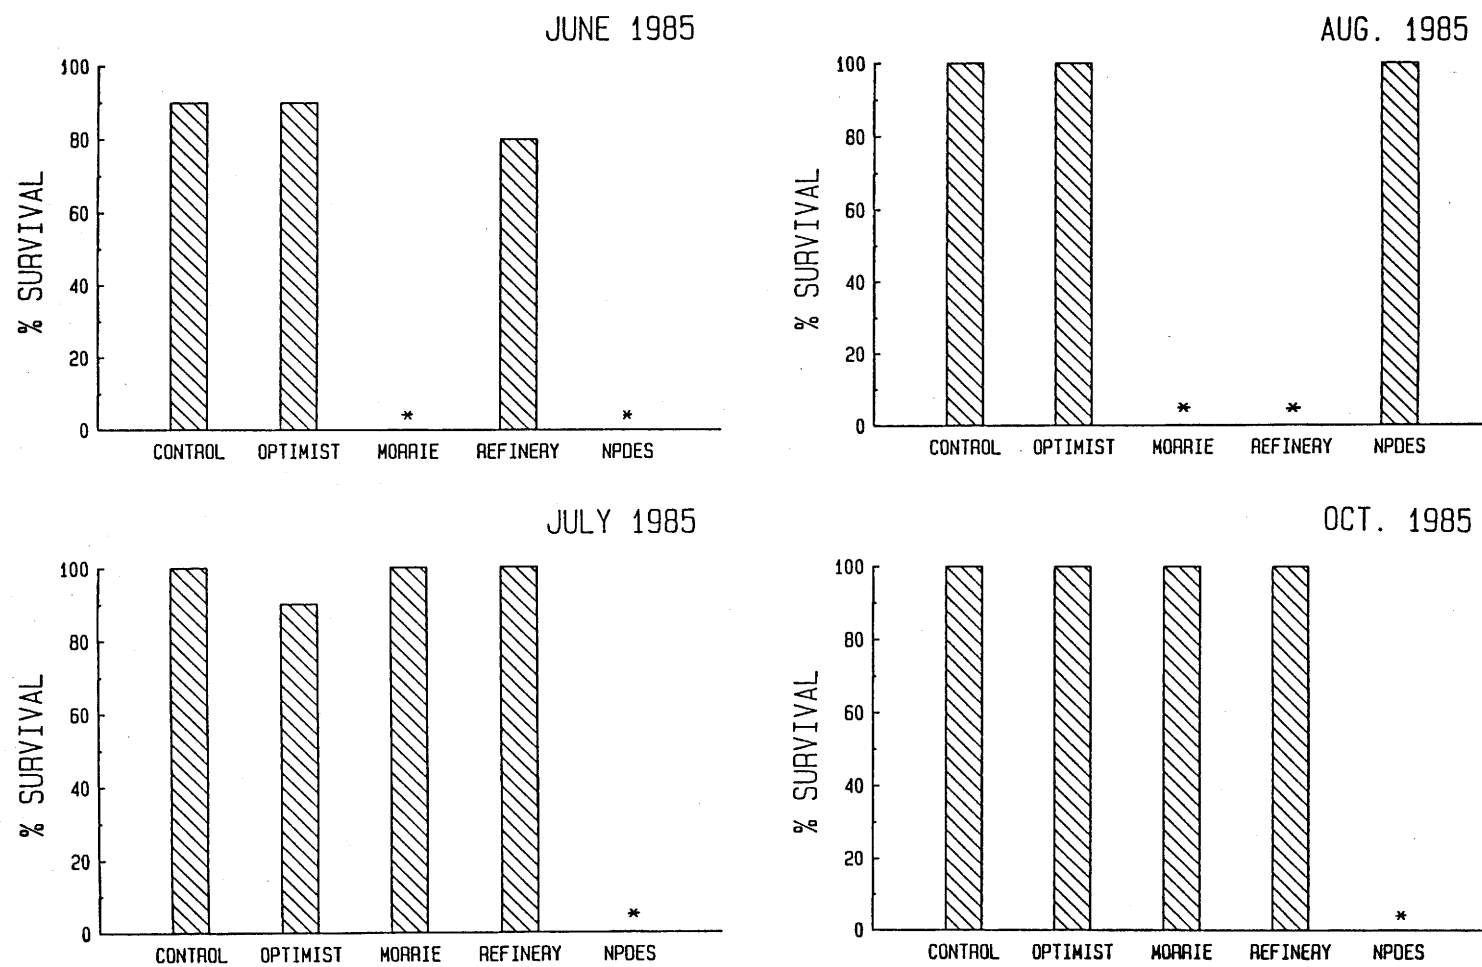 JUNE 1985
% SURVIVAL
100
80
60
40
20
0
*
*
CONTROL OPTIMIST MORRIE REFINERY NPDES
AUG. 1985
% SURVIVAL
100
80
60
40
20
0
*
*
CONTROL OPTIMIST MORRIE REFINERY NPDES
JULY 1985
% SURVIVAL
100
80
60
40
20
0
*
CONTROL OPTIMIST MORRIE REFINERY NPDES
OCT. 1985
% SURVIVAL
100
80
60
40
20
0
*
CONTROL OPTIMIST MORRIE REFINERY NPDES